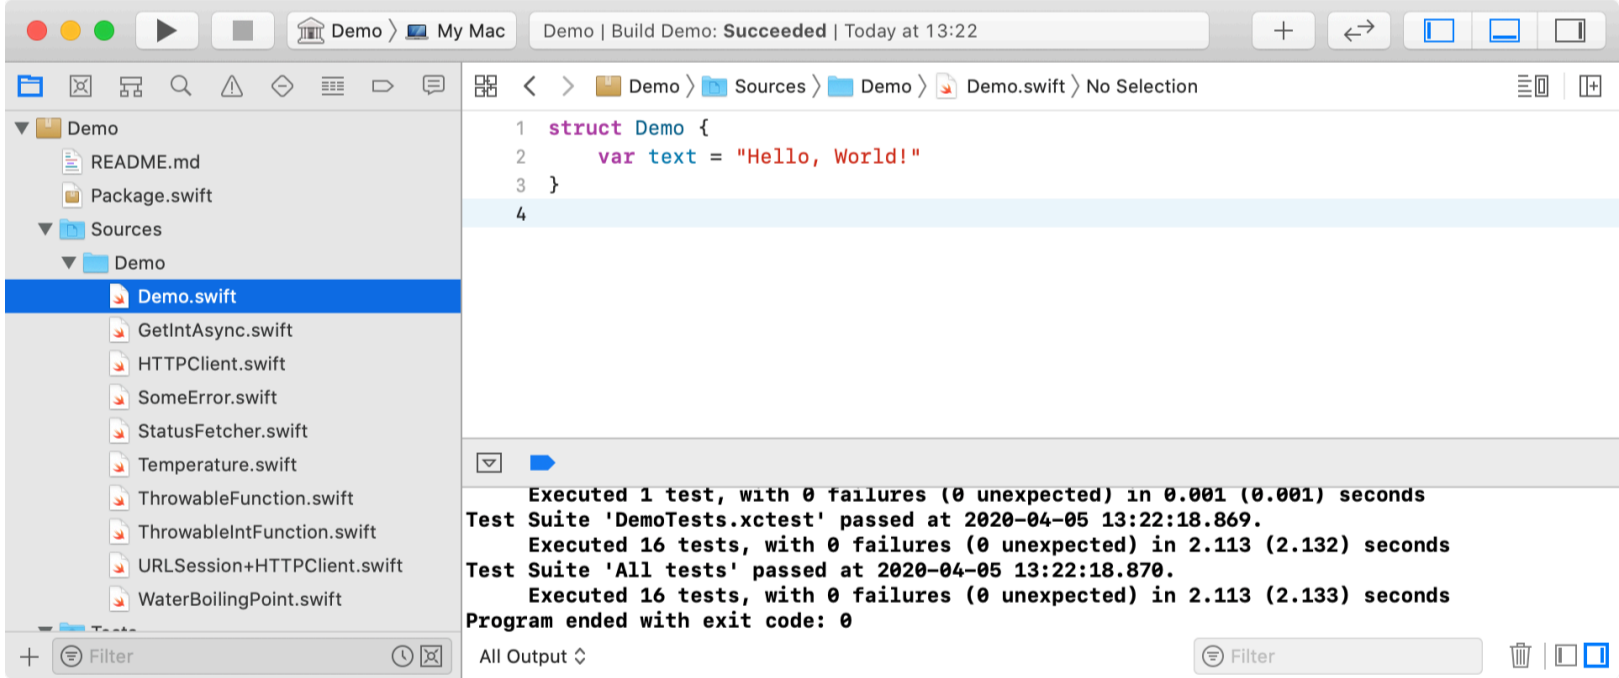 Demo 〉 My Mac
Demo | Build Demo: Succeeded | Today at 13:22
Demo 〉 Sources 〉 Demo 〉 Demo.swift 〉 No Selection
Demo
README.md
Package.swift
Sources
Demo
Demo.swift
GetIntAsync.swift
HTTPClient.swift
SomeError.swift
StatusFetcher.swift
Temperature.swift
ThrowableFunction.swift
ThrowableIntFunction.swift
URLSession+HTTPClient.swift
WaterBoilingPoint.swift
Tests
Filter
1 struct Demo {
2     var text = "Hello, World!"
3 }
4
Executed 1 test, with 0 failures (0 unexpected) in 0.001 (0.001) seconds
Test Suite 'DemoTests.xctest' passed at 2020-04-05 13:22:18.869.
Executed 16 tests, with 0 failures (0 unexpected) in 2.113 (2.132) seconds
Test Suite 'All tests' passed at 2020-04-05 13:22:18.870.
Executed 16 tests, with 0 failures (0 unexpected) in 2.113 (2.133) seconds
Program ended with exit code: 0
All Output
Filter